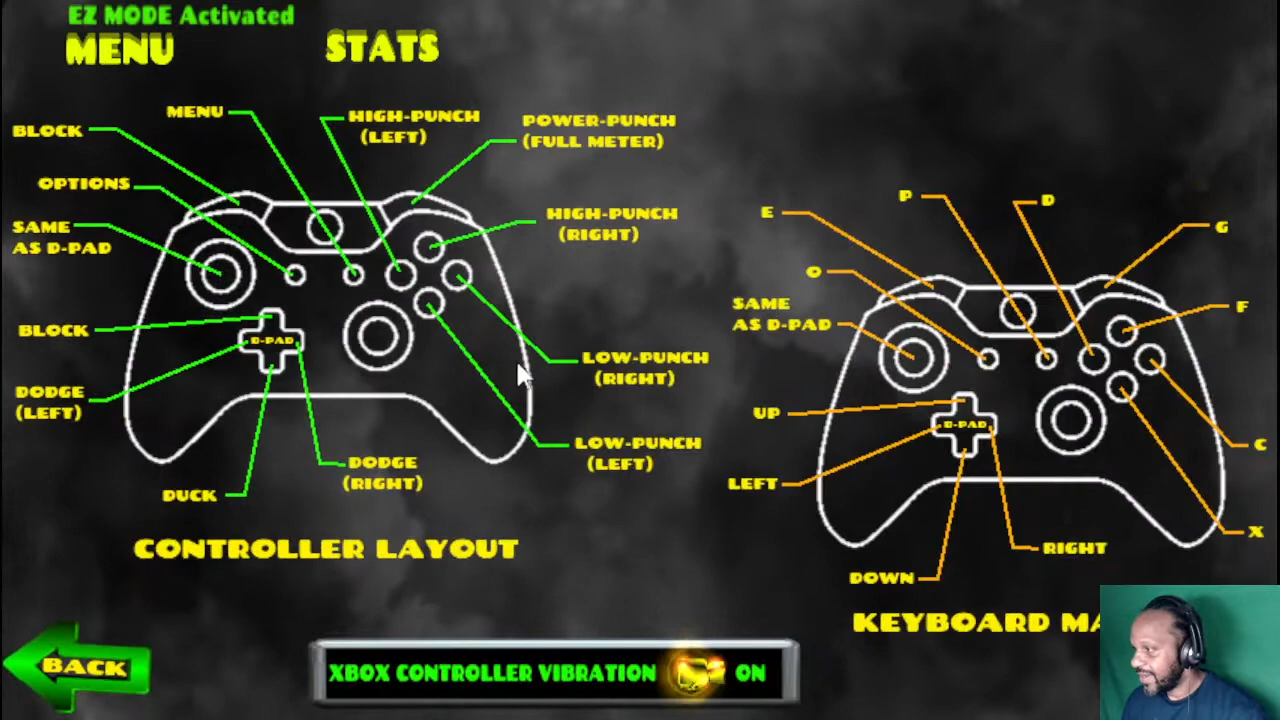 EZ MODE Activated
MENU
STATS
MENU
BLOCK
HIGH-PUNCH
(LEFT)
POWER-PUNCH
(FULL METER)
OPTIONS
SAME
AS D-PAD
HIGH-PUNCH
(RIGHT)
BLOCK
D-PAD
DODGE
(LEFT)
LOW-PUNCH
(RIGHT)
LOW-PUNCH
(LEFT)
DODGE
(RIGHT)
DUCK
CONTROLLER LAYOUT
P
D
E
G
O
SAME
AS D-PAD
F
UP
D-PAD
LEFT
C
X
RIGHT
DOWN
KEYBOARD
BACK
XBOX CONTROLLER VIBRATION ON